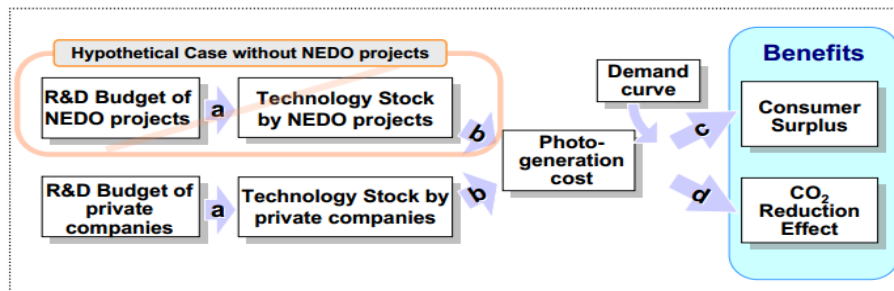 Hypothetical Case without NEDO projects
R&D Budget of
NEDO projects
a
Technology Stock
by NEDO projects
b
R&D Budget of
private companies
a
Technology Stock by
private companies
b
Photo-
generation
cost
Demand
curve
c
d
Benefits
Consumer
Surplus
CO₂
Reduction
Effect